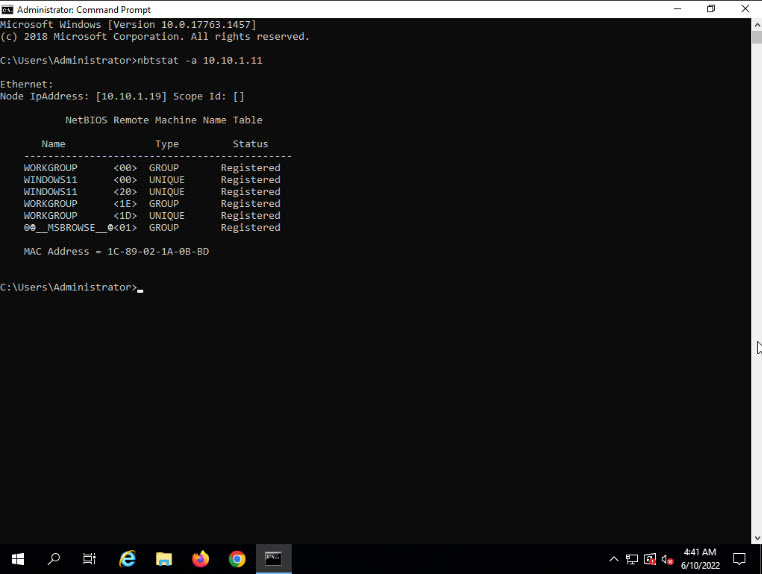 Administrator: Command Prompt
Microsoft Windows [Version 10.0.17763.1457]
(c) 2018 Microsoft Corporation. All rights reserved.
C:\Users\Administrator>nbtstat -a 10.10.1.11
Ethernet:
Node IpAddress: [10.10.1.19] Scope Id: []
NetBIOS Remote Machine Name Table
Name Type Status
---------------------------------------------
WORKGROUP <00> GROUP Registered
WINDOWS11 <00> UNIQUE Registered
WINDOWS11 <20> UNIQUE Registered
WORKGROUP <1E> GROUP Registered
WORKGROUP <1D> UNIQUE Registered
☺☻__MSBROWSE__☻<01> GROUP Registered
MAC Address = 1C-89-02-1A-0B-BD
C:\Users\Administrator>
4:41 AM
6/10/2022